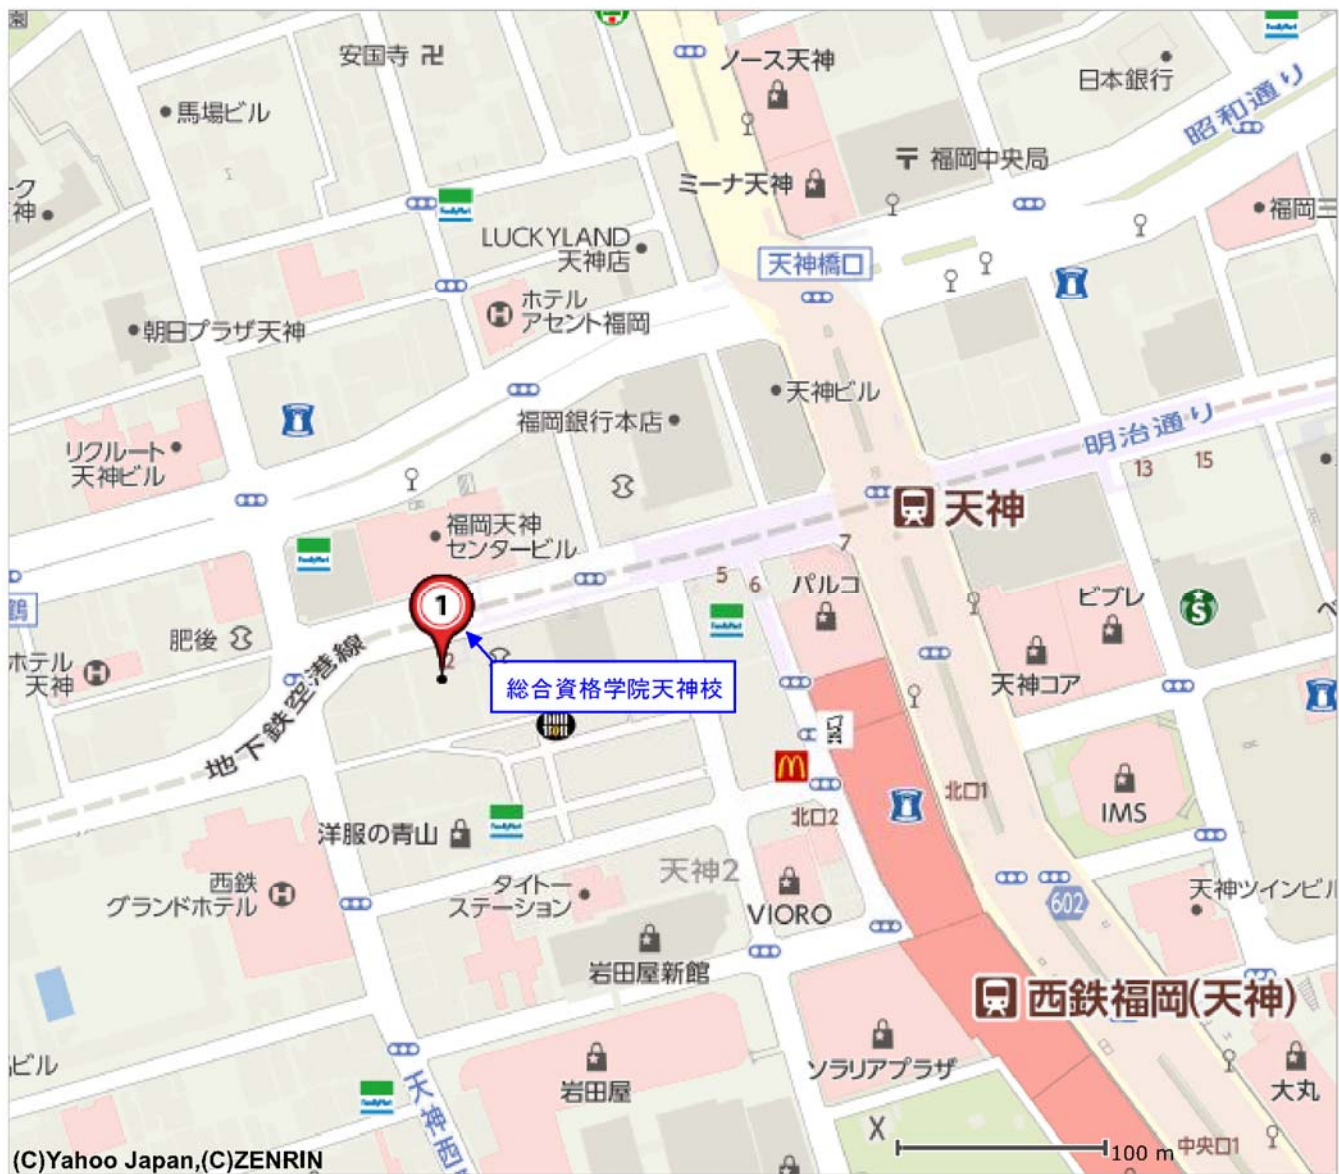 安国寺
ノース天神
日本銀行
昭和通り
馬場ビル
福岡中央局
ミーナ天神
FamilyMart
LUCKYLAND
天神店
天神橋口
ホテル
アセント福岡
朝日プラザ天神
天神ビル
福岡銀行本店
明治通り
リクルート
天神ビル
13
15
天神
福岡天神
センタービル
7
5
6
パルコ
ビブレ
1
肥後
2
天神コア
ホテル
天神
地下鉄空港線
総合資格学院天神校
北口1
北口2
IMS
洋服の青山
天神2
西鉄
グランドホテル
タイトー
ステーション
VIORO
602
天神ツインビル
岩田屋新館
西鉄福岡(天神)
ソラリアプラザ
岩田屋
大丸
100 m
中央口1
(C)Yahoo Japan,(C)ZENRIN